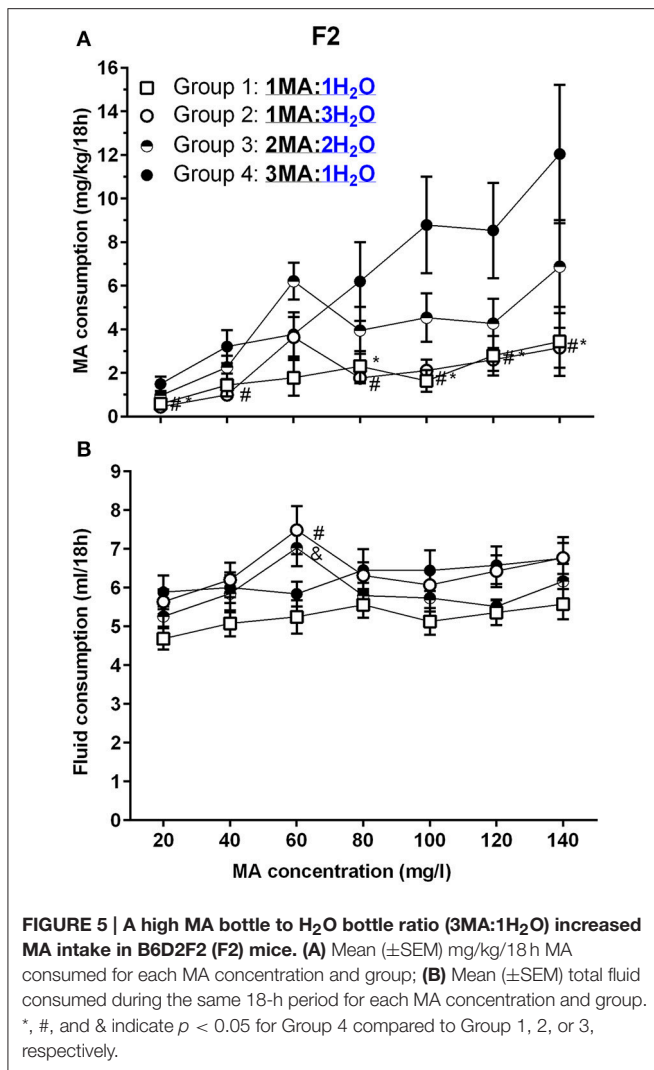 F2
A
16
14
12
10
8
6
4
2
0
MA consumption (mg/kg/18h)
Group 1: 1MA:1H₂O
Group 2: 1MA:3H₂O
Group 3: 2MA:2H₂O
Group 4: 3MA:1H₂O
# *
#
*
#
# *
# *
# *
B
9
8
7
6
5
4
3
2
1
0
Fluid consumption (ml/18h)
#
&
20 40 60 80 100 120 140
MA concentration (mg/l)
FIGURE 5 | A high MA bottle to H₂O bottle ratio (3MA:1H₂O) increased
MA intake in B6D2F2 (F2) mice. (A) Mean (±SEM) mg/kg/18 h MA
consumed for each MA concentration and group; (B) Mean (±SEM) total fluid
consumed during the same 18-h period for each MA concentration and group.
*, #, and & indicate p < 0.05 for Group 4 compared to Group 1, 2, or 3,
respectively.